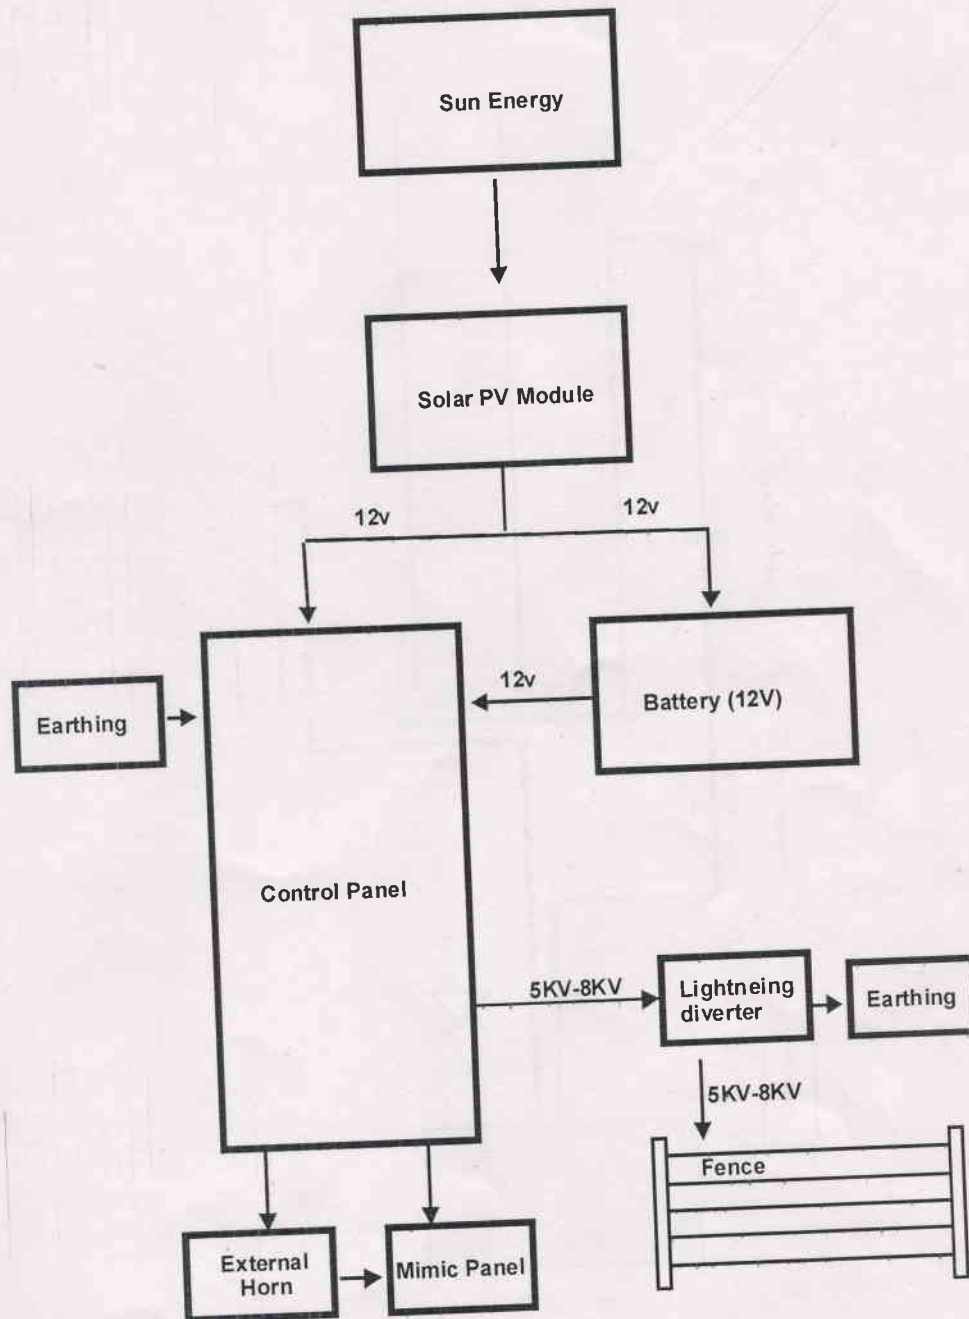 Sun Energy
Solar PV Module
12v
12v
12v
Earthing
Battery (12V)
Control Panel
5KV-8KV
Lightneing
diverter
Earthing
5KV-8KV
Fence
External
Horn
Mimic Panel